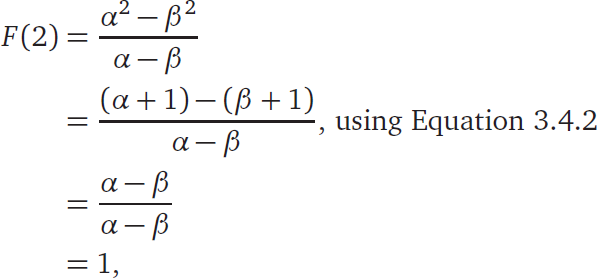 F(2) = (α² − β²) / (α − β)
= ((α + 1) − (β + 1)) / (α − β), using Equation 3.4.2
= (α − β) / (α − β)
= 1,